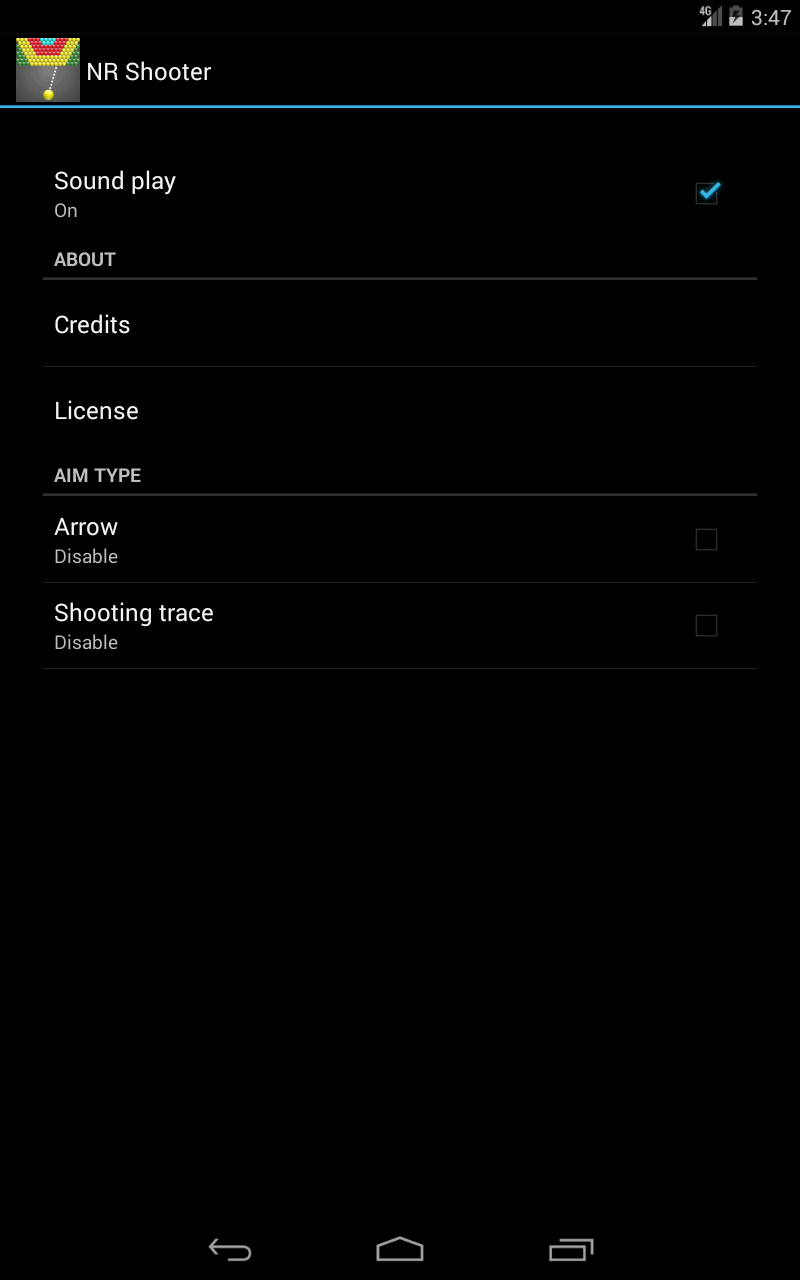 4G 3:47
NR Shooter
Sound play
On
ABOUT
Credits
License
AIM TYPE
Arrow
Disable
Shooting trace
Disable